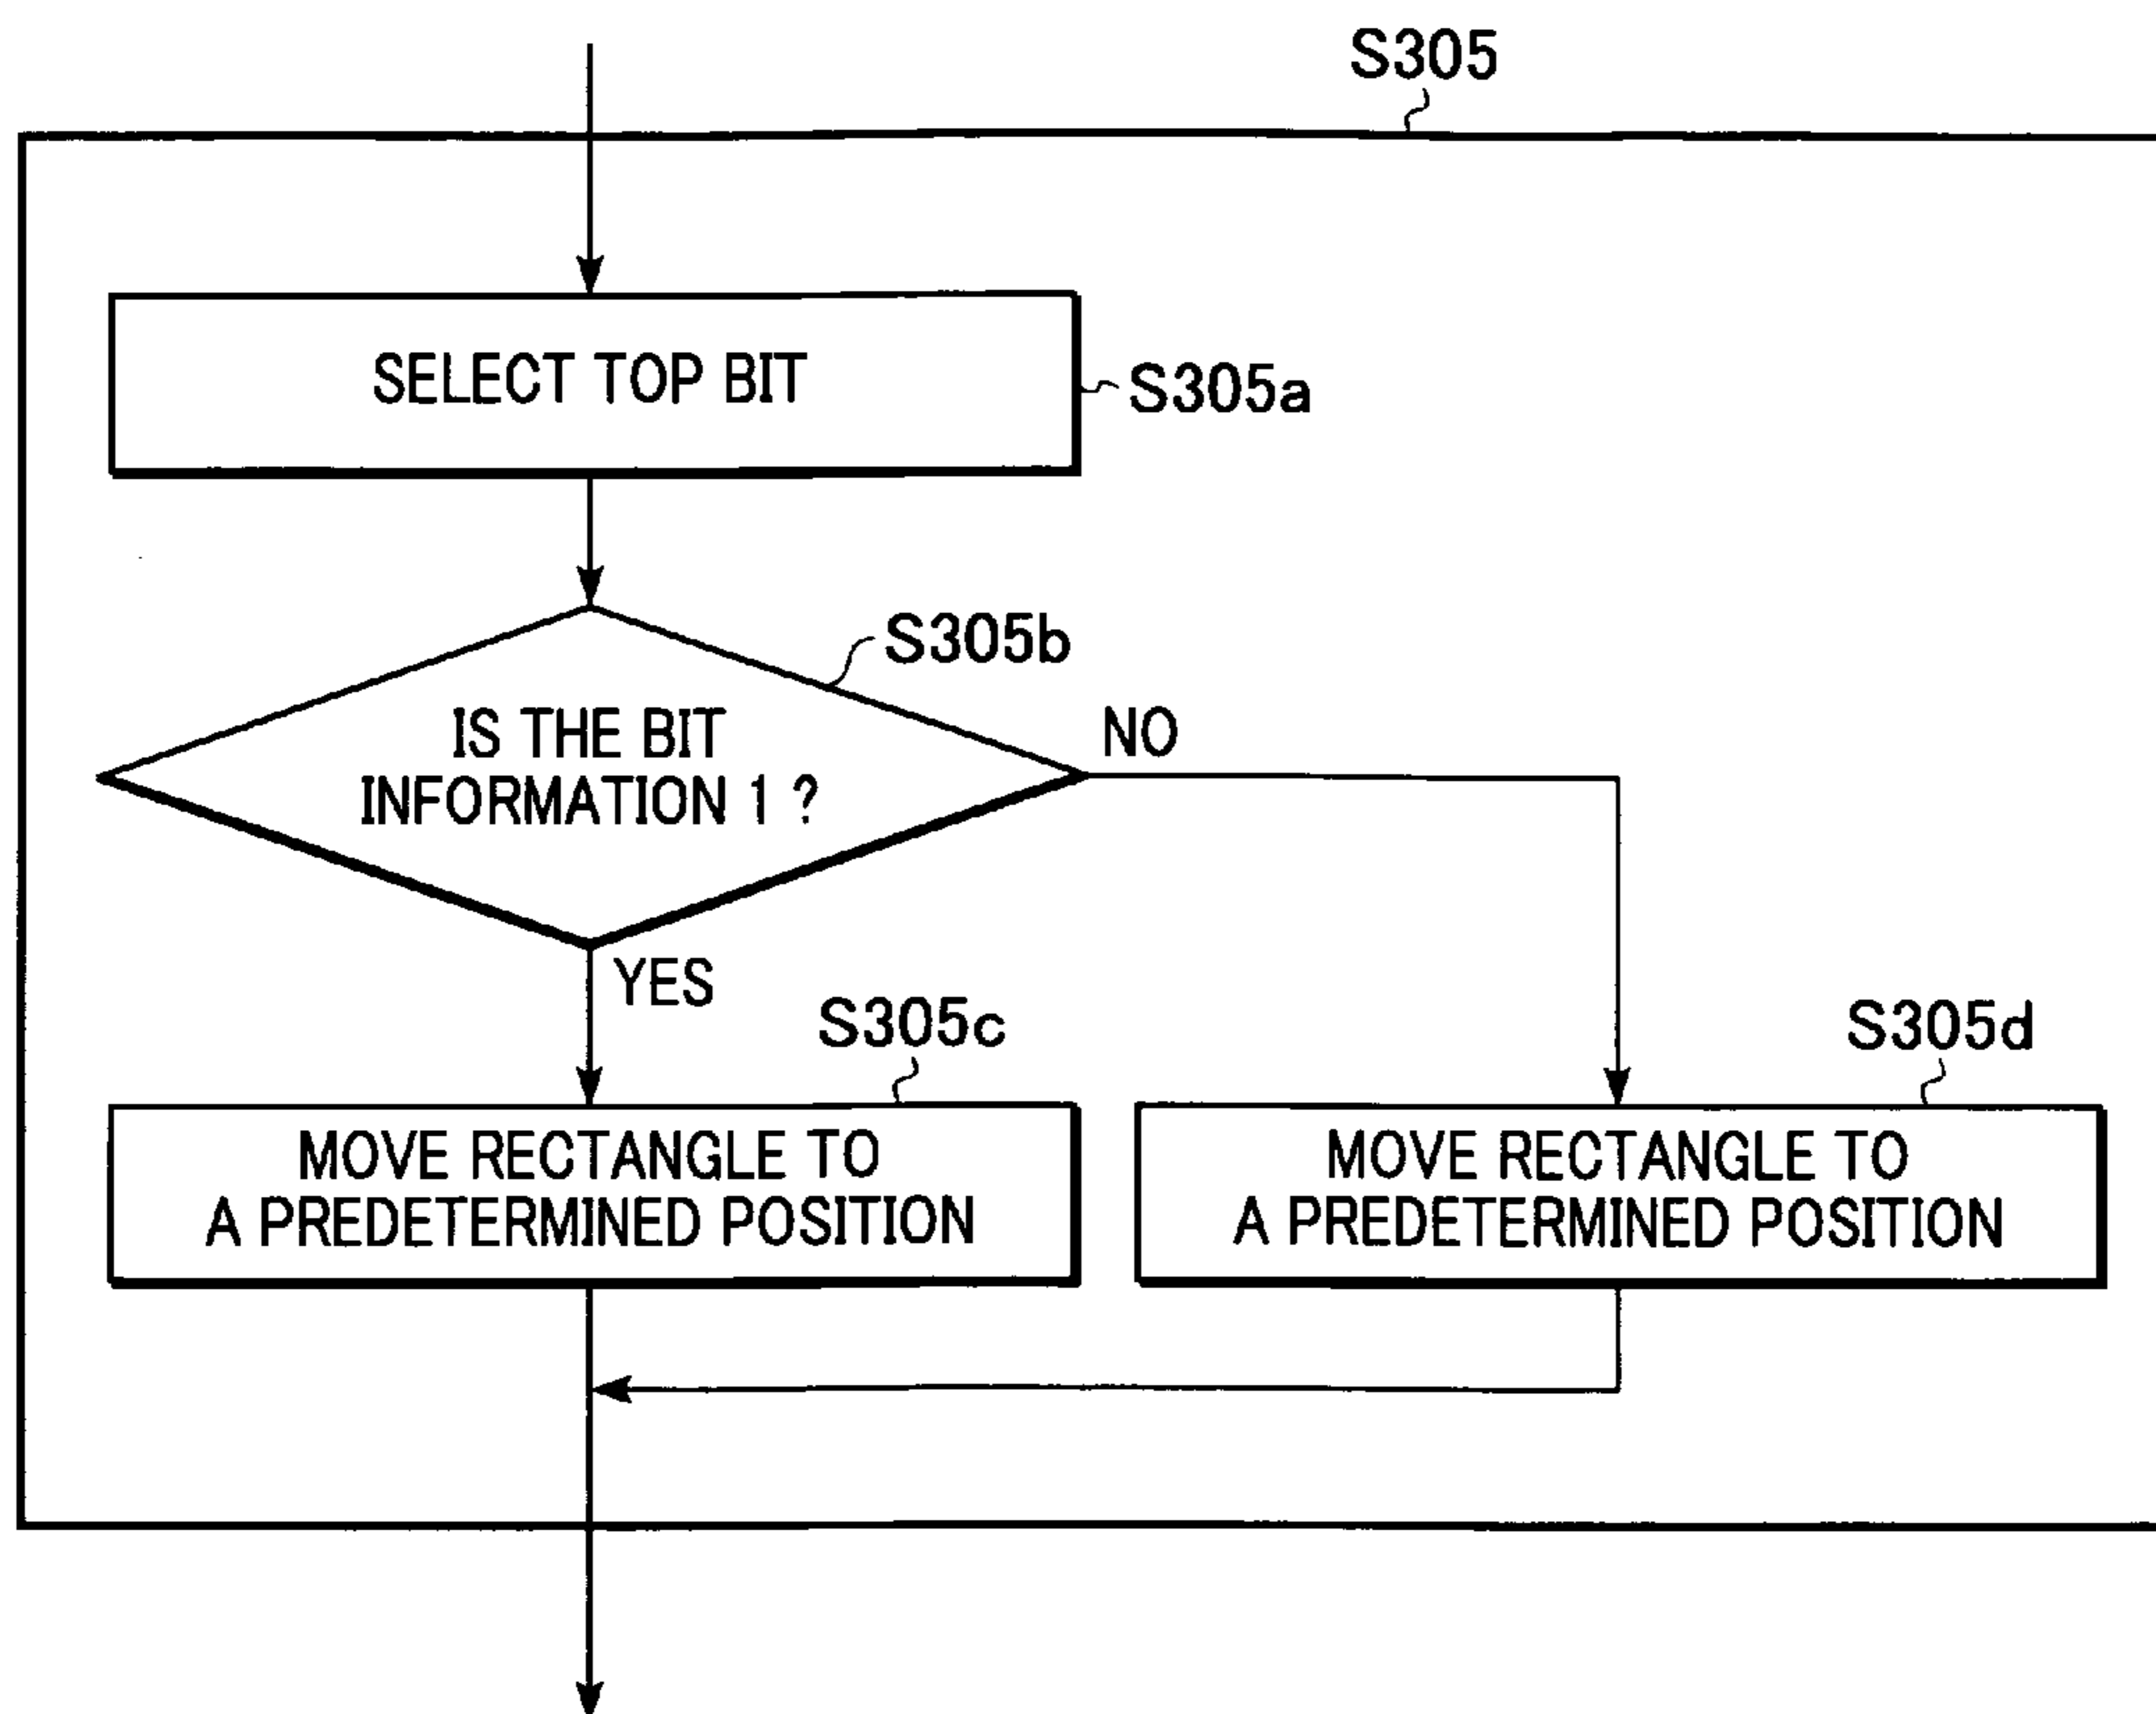 S305
SELECT TOP BIT
S305a
S305b
IS THE BIT
INFORMATION 1 ?
NO
YES
S305c
MOVE RECTANGLE TO
A PREDETERMINED POSITION
S305d
MOVE RECTANGLE TO
A PREDETERMINED POSITION